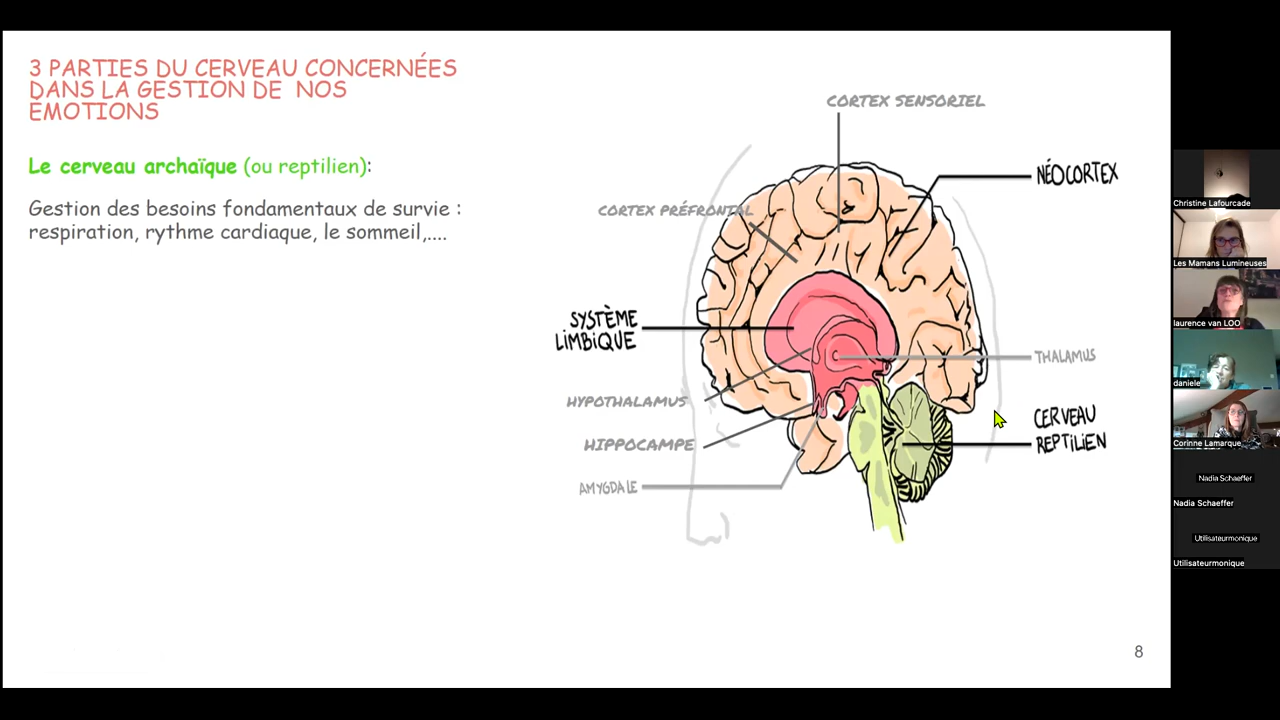 3 PARTIES DU CERVEAU CONCERNÉES
DANS LA GESTION DE NOS
ÉMOTIONS
Le cerveau archaïque (ou reptilien):
Gestion des besoins fondamentaux de survie :
respiration, rythme cardiaque, le sommeil,....
CORTEX SENSORIEL
NÉOCORTEX
CORTEX PRÉFRONTAL
SYSTÈME
LIMBIQUE
THALAMUS
HYPOTHALAMUS
CERVEAU
REPTILIEN
HIPPOCAMPE
AMYGDALE
8
Christine Lafourcade
Les Mamans Lumineuses
laurence van LOO
daniele
Corinne Lamarque
Nadia Schaeffer
Nadia Schaeffer
Utilisateurmonique
Utilisateurmonique